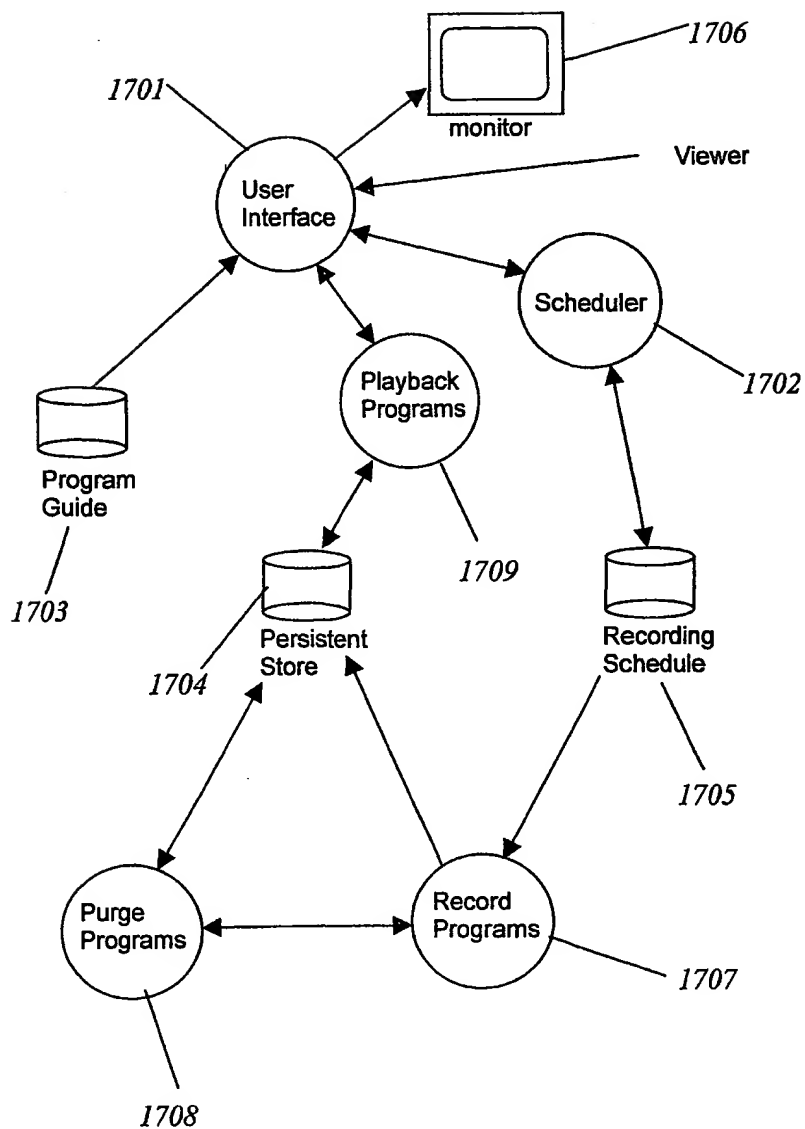 1706
1701
monitor
Viewer
User
Interface
Scheduler
1702
Playback
Programs
Program
Guide
1703
1709
Persistent
Store
1704
Recording
Schedule
1705
Purge
Programs
Record
Programs
1707
1708